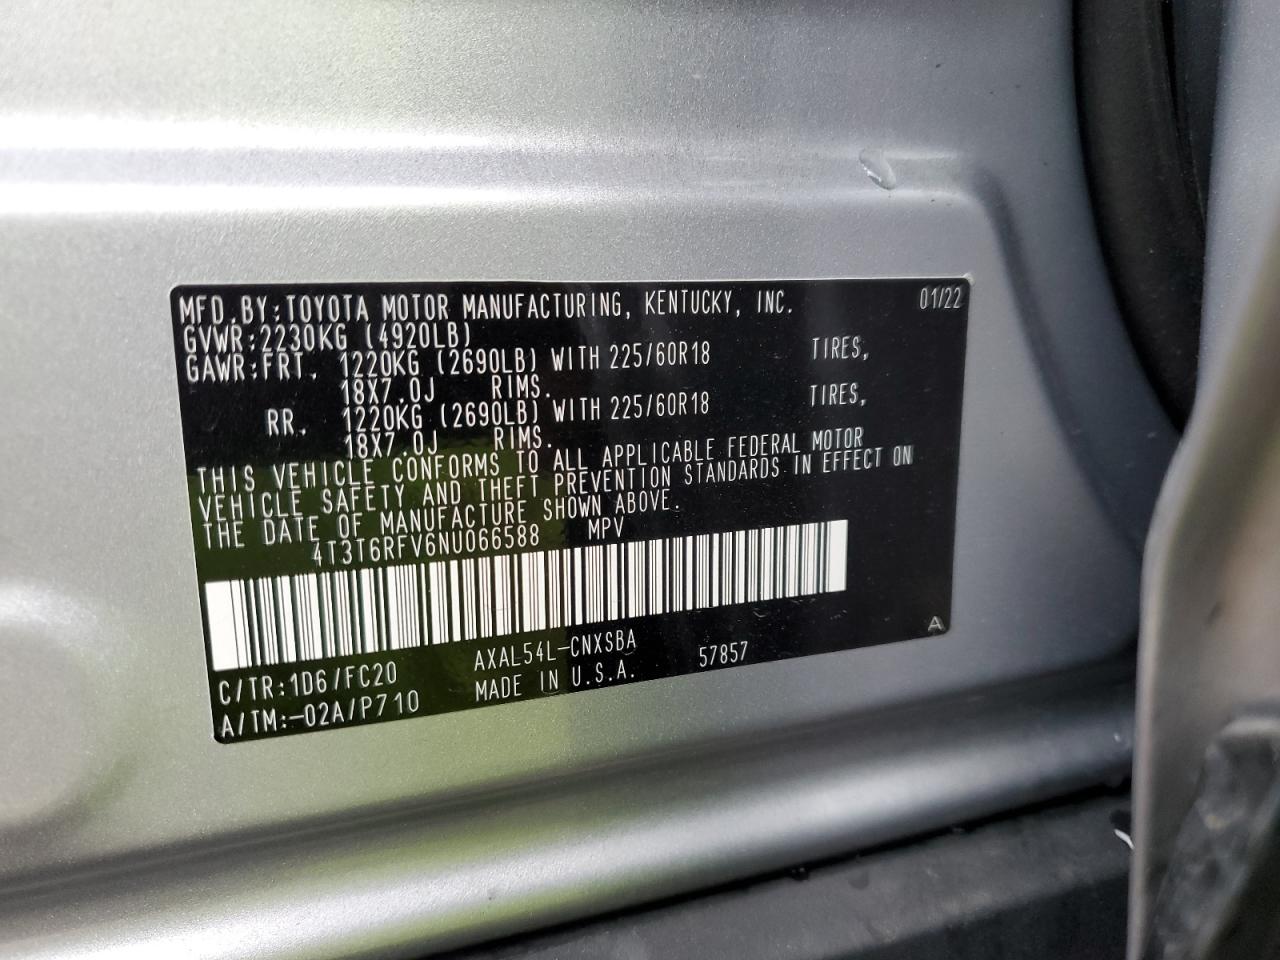 MFD.BY:TOYOTA MOTOR MANUFACTURING, KENTUCKY, INC. 01/22
GVWR:2230KG (4920LB)
GAWR:FRT. 1220KG (2690LB) WITH 225/60R18 TIRES,
18X7.0J RIMS.
RR. 1220KG (2690LB) WITH 225/60R18 TIRES,
18X7.0J RIMS.
THIS VEHICLE CONFORMS TO ALL APPLICABLE FEDERAL MOTOR
VEHICLE SAFETY AND THEFT PREVENTION STANDARDS IN EFFECT ON
THE DATE OF MANUFACTURE SHOWN ABOVE.
4T3T6RFV6NU066588 MPV
A
C/TR:1D6/FC20 AXAL54L-CNXSBA 57857
A/TM:-02A/P710 MADE IN U.S.A.